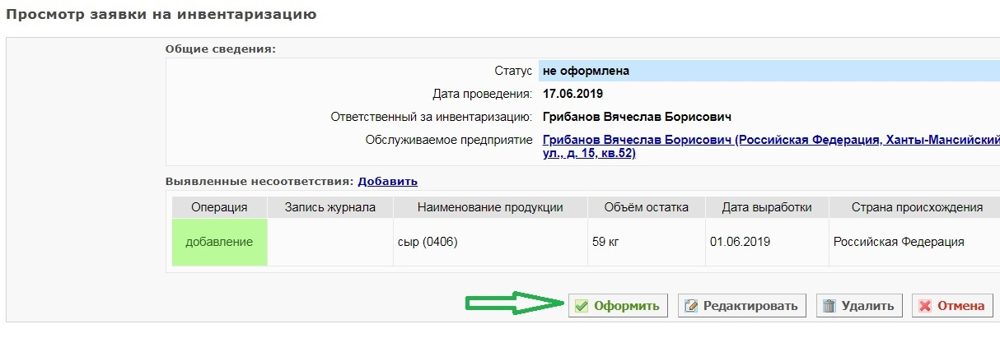 Просмотр заявки на инвентаризацию
Общие сведения:
Статус не оформлена
Дата проведения: 17.06.2019
Ответственный за инвентаризацию: Грибанов Вячеслав Борисович
Обслуживаемое предприятие Грибанов Вячеслав Борисович (Российская Федерация, Ханты-Мансийский
ул., д. 15, кв.52)
Выявленные несоответствия: Добавить
Операция Запись журнала Наименование продукции Объём остатка Дата выработки Страна происхождения
добавление сыр (0406) 59 кг 01.06.2019 Российская Федерация
Оформить Редактировать Удалить Отмена